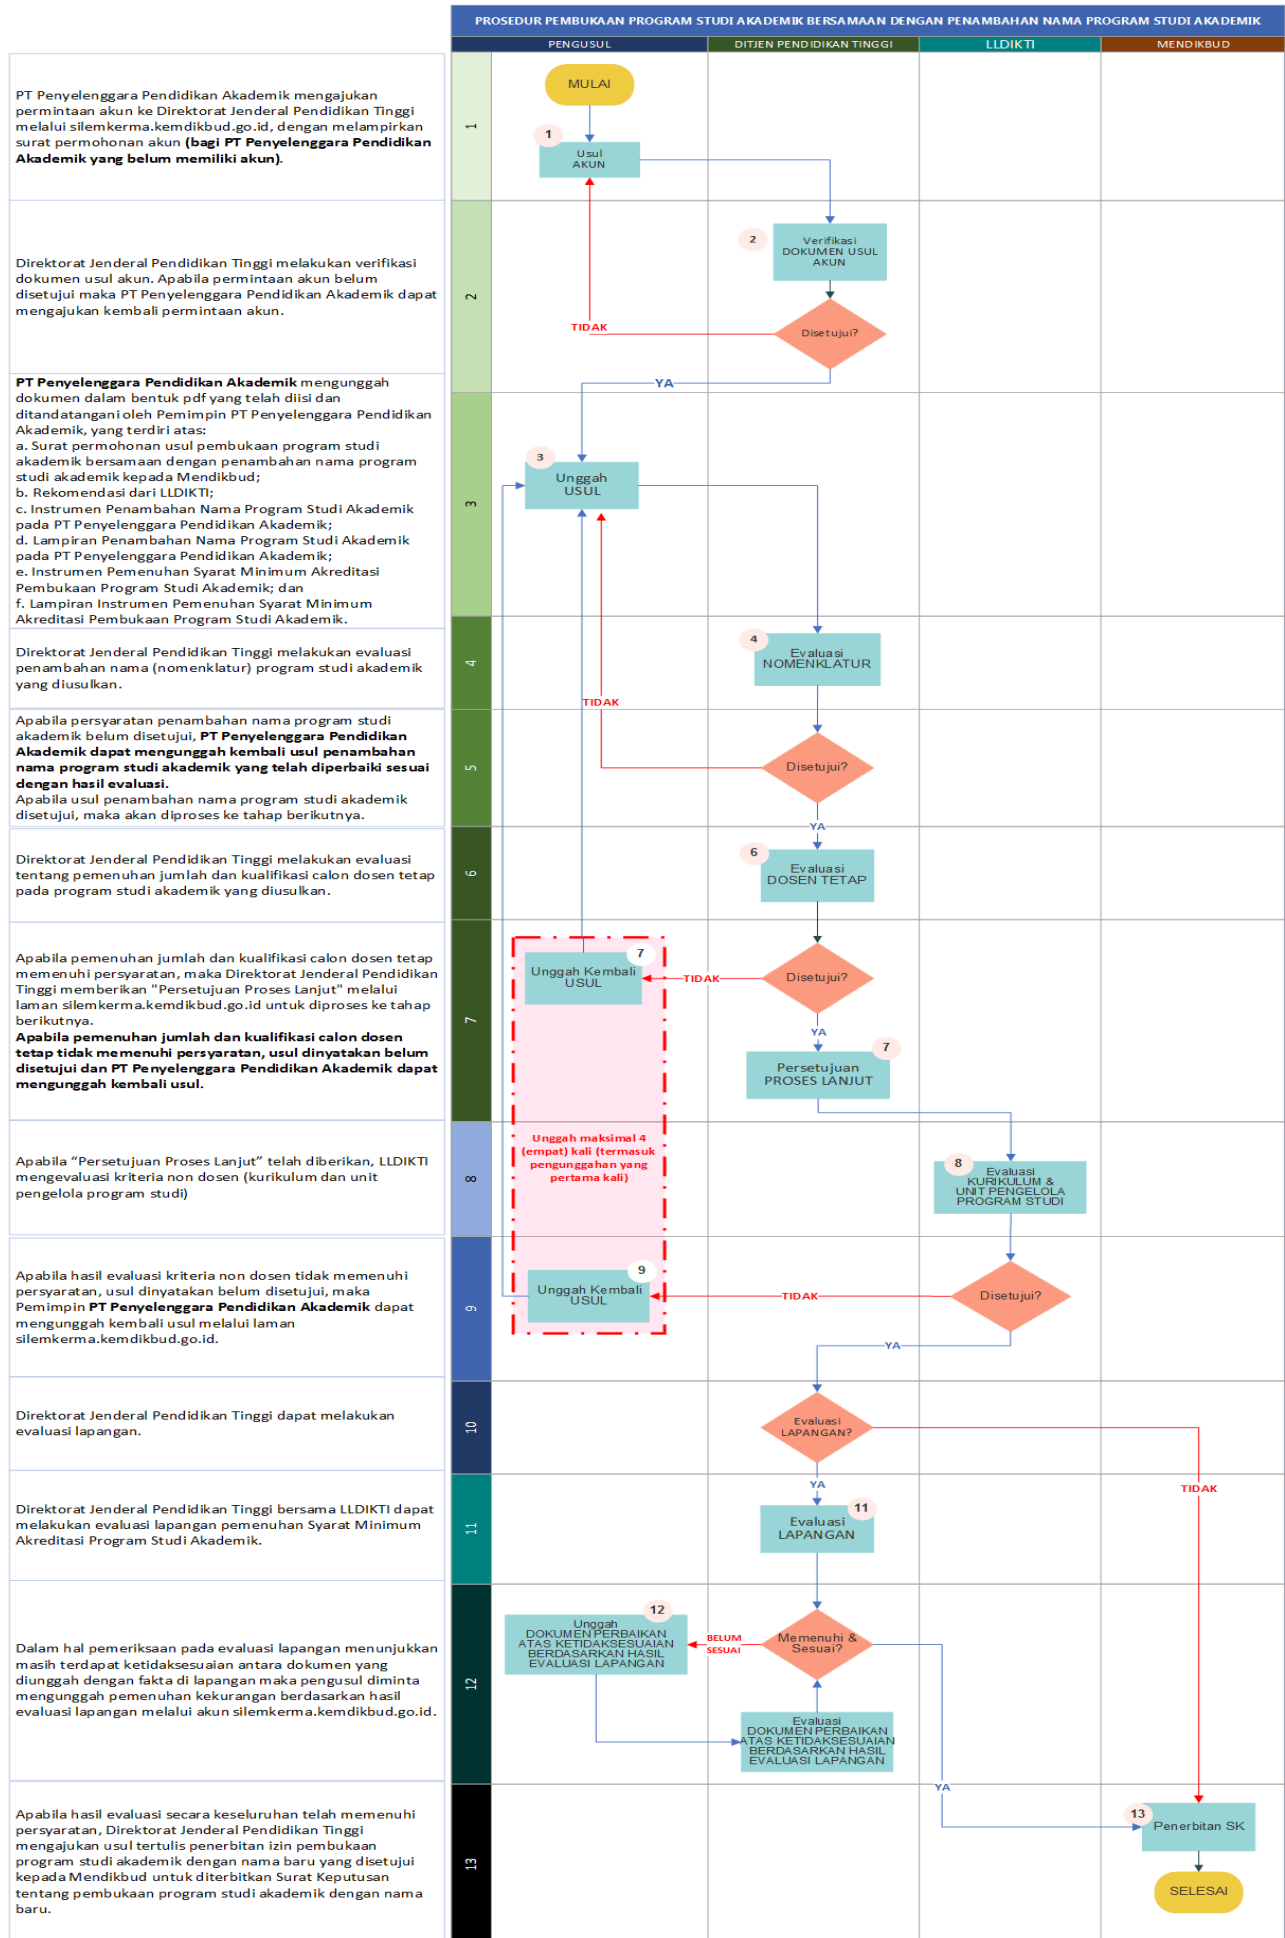 PROSEDUR PEMBUKAAN PROGRAM STUDI AKADEMIK BERSAMAAN DENGAN PENAMBAHAN NAMA PROGRAM STUDI AKADEMIK
PENGUSUL
DITJEN PENDIDIKAN TINGGI
LLDIKTI
MENDIKBUD
PT Penyelenggara Pendidikan Akademik mengajukan
permintaan akun ke Direktorat Jenderal Pendidikan Tinggi
melalui silemkerma.kemdikbud.go.id, dengan melampirkan
surat permohonan akun (bagi PT Penyelenggara Pendidikan
Akademik yang belum memiliki akun).
1
MULAI
1
Usul
AKUN
Direktorat Jenderal Pendidikan Tinggi melakukan verifikasi
dokumen usul akun. Apabila permintaan akun belum
disetujui maka PT Penyelenggara Pendidikan Akademik dapat
mengajukan kembali permintaan akun.
2
2
Verifikasi
DOKUMEN USUL
AKUN
Disetujui?
TIDAK
YA
PT Penyelenggara Pendidikan Akademik mengunggah
dokumen dalam bentuk pdf yang telah diisi dan
ditandatangani oleh Pemimpin PT Penyelenggara Pendidikan
Akademik, yang terdiri atas:
a. Surat permohonan usul pembukaan program studi
akademik bersamaan dengan penambahan nama program
studi akademik kepada Mendikbud;
b. Rekomendasi dari LLDIKTI;
c. Instrumen Penambahan Nama Program Studi Akademik
pada PT Penyelenggara Pendidikan Akademik;
d. Lampiran Penambahan Nama Program Studi Akademik
pada PT Penyelenggara Pendidikan Akademik;
e. Instrumen Pemenuhan Syarat Minimum Akreditasi
Pembukaan Program Studi Akademik; dan
f. Lampiran Instrumen Pemenuhan Syarat Minimum
Akreditasi Pembukaan Program Studi Akademik.
3
3
Unggah
USUL
Direktorat Jenderal Pendidikan Tinggi melakukan evaluasi
penambahan nama (nomenklatur) program studi akademik
yang diusulkan.
4
4
Evaluasi
NOMENKLATUR
TIDAK
Apabila persyaratan penambahan nama program studi
akademik belum disetujui, PT Penyelenggara Pendidikan
Akademik dapat mengunggah kembali usul penambahan
nama program studi akademik yang telah diperbaiki sesuai
dengan hasil evaluasi.
Apabila usul penambahan nama program studi akademik
disetujui, maka akan diproses ke tahap berikutnya.
5
Disetujui?
YA
Direktorat Jenderal Pendidikan Tinggi melakukan evaluasi
tentang pemenuhan jumlah dan kualifikasi calon dosen tetap
pada program studi akademik yang diusulkan.
6
6
Evaluasi
DOSEN TETAP
Apabila pemenuhan jumlah dan kualifikasi calon dosen tetap
memenuhi persyaratan, maka Direktorat Jenderal Pendidikan
Tinggi memberikan "Persetujuan Proses Lanjut" melalui
laman silemkerma.kemdikbud.go.id untuk diproses ke tahap
berikutnya.
Apabila pemenuhan jumlah dan kualifikasi calon dosen
tetap tidak memenuhi persyaratan, usul dinyatakan belum
disetujui dan PT Penyelenggara Pendidikan Akademik dapat
mengunggah kembali usul.
7
7
Unggah Kembali
USUL
TIDAK
Disetujui?
YA
7
Persetujuan
PROSES LANJUT
Apabila “Persetujuan Proses Lanjut” telah diberikan, LLDIKTI
mengevaluasi kriteria non dosen (kurikulum dan unit
pengelola program studi)
8
Unggah maksimal 4
(empat) kali (termasuk
pengunggahan yang
pertama kali)
8
Evaluasi
KURIKULUM &
UNIT PENGELOLA
PROGRAM STUDI
Apabila hasil evaluasi kriteria non dosen tidak memenuhi
persyaratan, usul dinyatakan belum disetujui, maka
Pemimpin PT Penyelenggara Pendidikan Akademik dapat
mengunggah kembali usul melalui laman
silemkerma.kemdikbud.go.id.
9
9
Unggah Kembali
USUL
TIDAK
Disetujui?
YA
Direktorat Jenderal Pendidikan Tinggi dapat melakukan
evaluasi lapangan.
10
Evaluasi
LAPANGAN?
YA
TIDAK
Direktorat Jenderal Pendidikan Tinggi bersama LLDIKTI dapat
melakukan evaluasi lapangan pemenuhan Syarat Minimum
Akreditasi Program Studi Akademik.
11
11
Evaluasi
LAPANGAN
Dalam hal pemeriksaan pada evaluasi lapangan menunjukkan
masih terdapat ketidaksesuaian antara dokumen yang
diunggah dengan fakta di lapangan maka pengusul diminta
mengunggah pemenuhan kekurangan berdasarkan hasil
evaluasi lapangan melalui akun silemkerma.kemdikbud.go.id.
12
12
Unggah
DOKUMEN PERBAIKAN
ATAS KETIDAKSESUAIAN
BERDASARKAN HASIL
EVALUASI LAPANGAN
BELUM
SESUAI
Memenuhi &
Sesuai?
Evaluasi
DOKUMEN PERBAIKAN
ATAS KETIDAKSESUAIAN
BERDASARKAN HASIL
EVALUASI LAPANGAN
YA
Apabila hasil evaluasi secara keseluruhan telah memenuhi
persyaratan, Direktorat Jenderal Pendidikan Tinggi
mengajukan usul tertulis penerbitan izin pembukaan
program studi akademik dengan nama baru yang disetujui
kepada Mendikbud untuk diterbitkan Surat Keputusan
tentang pembukaan program studi akademik dengan nama
baru.
13
13
Penerbitan SK
SELESAI